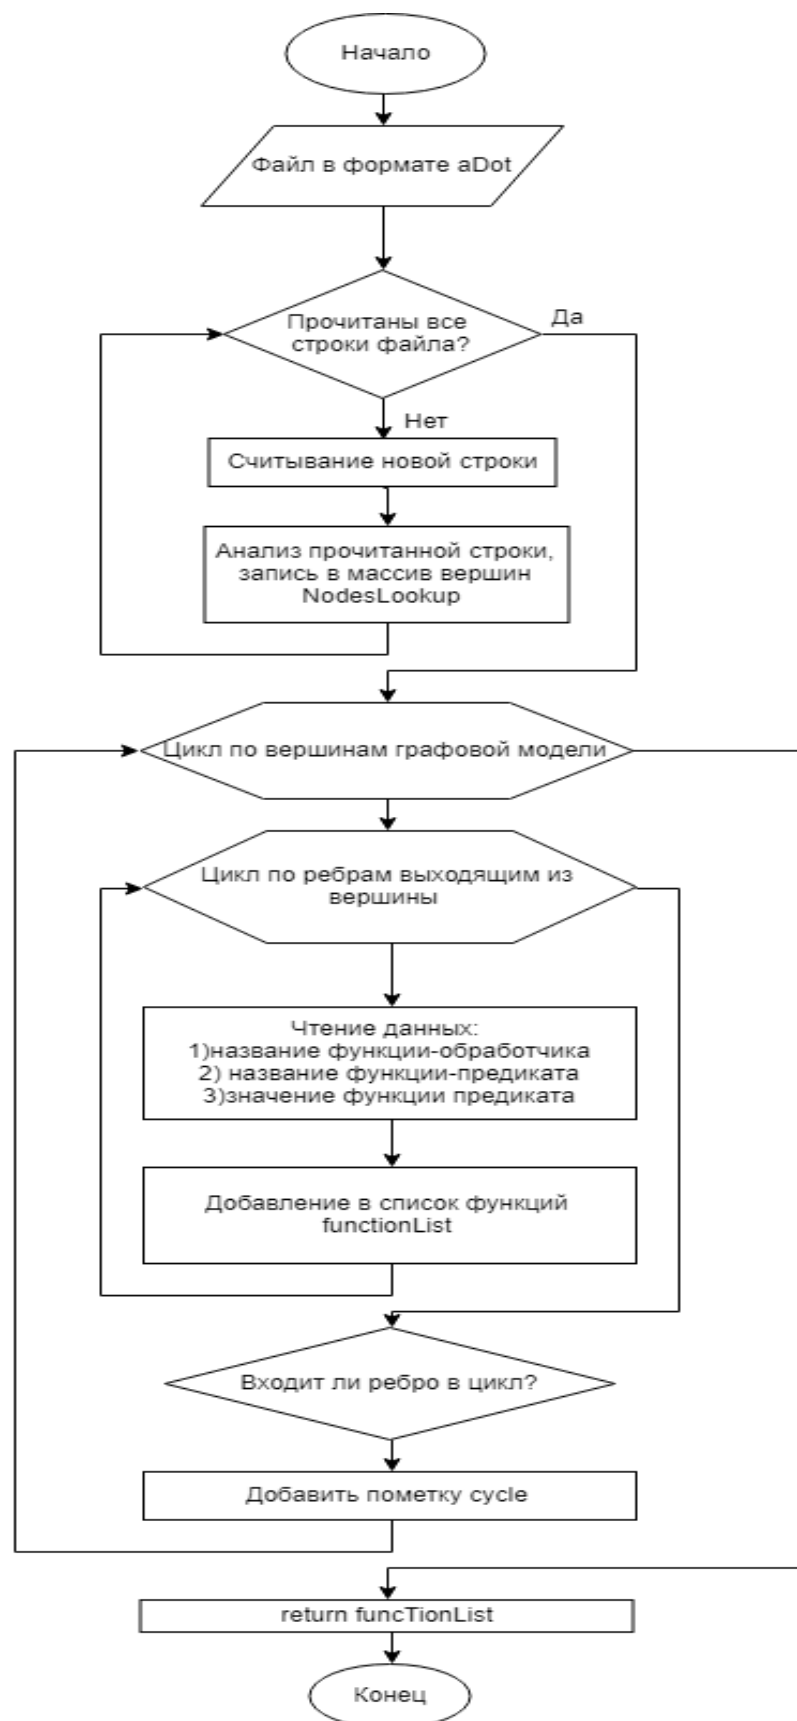 Начало
Файл в формате aDot
Прочитаны все
строки файла?
Да
Нет
Считывание новой строки
Анализ прочитанной строки,
запись в массив вершин
NodesLookup
Цикл по вершинам графовой модели
Цикл по ребрам выходящим из
вершины
Чтение данных:
1)название функции-обработчика
2) название функции-предиката
3)значение функции предиката
Добавление в список функций
functionList
Входит ли ребро в цикл?
Добавить пометку cycle
return funcTionList
Конец